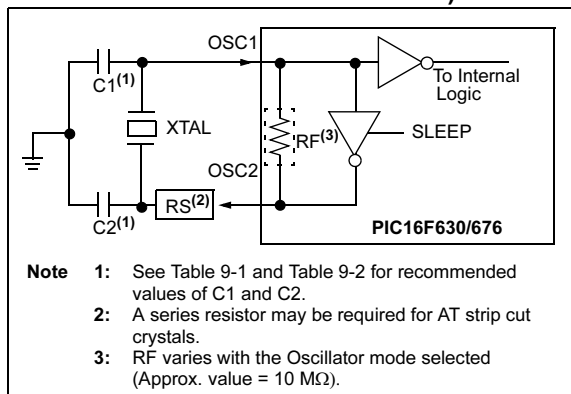 OSC1
C1(1)
To Internal
Logic
XTAL
RF(3)
SLEEP
OSC2
C2(1)
RS(2)
PIC16F630/676
Note 1: See Table 9-1 and Table 9-2 for recommended
values of C1 and C2.
2: A series resistor may be required for AT strip cut
crystals.
3: RF varies with the Oscillator mode selected
(Approx. value = 10 MΩ).